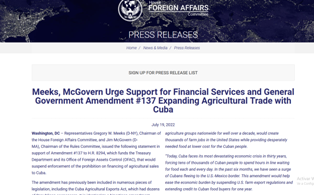 House
FOREIGN AFFAIRS
Committee
PRESS RELEASES
Home / News & Media / Press Releases
SIGN UP FOR PRESS RELEASE LIST
Meeks, McGovern Urge Support for Financial Services and General
Government Amendment #137 Expanding Agricultural Trade with
Cuba
July 19, 2022
Washington, DC – Representatives Gregory W. Meeks (D-NY), Chairman of
the House Foreign Affairs Committee, and Jim McGovern (D-
MA), Chairman of the Rules Committee, issued the following statement in
support of Amendment #137 to H.R. 8294, which funds the Treasury
Department and its Office of Foreign Assets Control (OFAC), that would
suspend enforcement of the prohibition on financing of agricultural sales
to Cuba.
The amendment has previously been included in numerous pieces of
legislation, including the Cuba Agricultural Exports Act, which had dozens
agriculture groups nationwide for well over a decade, would create
thousands of farm jobs in the United States while providing desperately
needed food at lower cost for the Cuban people.
"Today, Cuba faces its most devastating economic crisis in thirty years,
forcing tens of thousands of Cuban people to spend hours in the waiting
for food each and every day. In the past six months, we have seen a surge
of Cubans fleeing to the U.S.-Mexico border. This amendment would help
ease the economic burden by suspending U.S. farm export regulations and
extending credit to Cuban food buyers for one year.